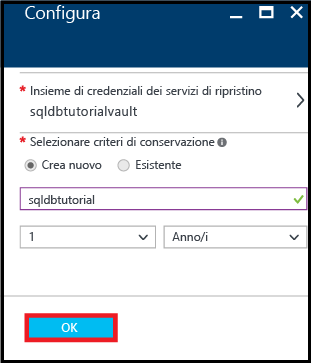 Configura
* Insieme di credenziali dei servizi di ripristino
sqldbtutorialvault
* Selezionare criteri di conservazione
Crea nuovo Esistente
sqldbtutorial
1 Anno/i
OK